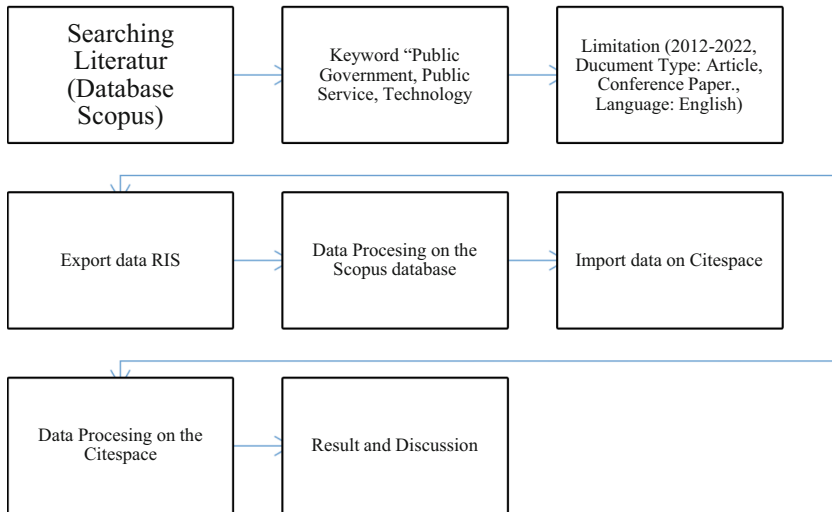 Searching
Literatur
(Database
Scopus)
Keyword “Public
Government, Public
Service, Technology
Limitation (2012-2022,
Ducument Type: Article,
Conference Paper.,
Language: English)
Export data RIS
Data Procesing on the
Scopus database
Import data on Citespace
Data Procesing on the
Citespace
Result and Discussion